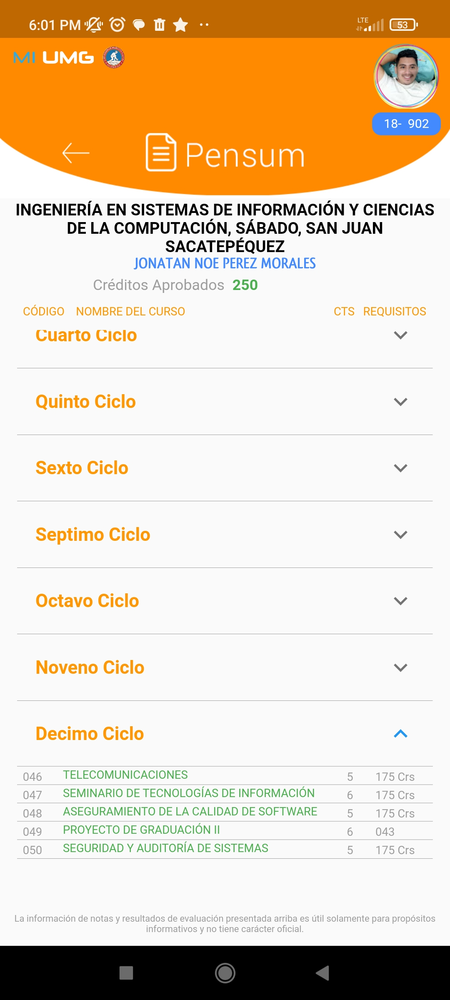 6:01 PM
LTE
53
MI UMG
18- 902
Pensum
INGENIERÍA EN SISTEMAS DE INFORMACIÓN Y CIENCIAS
DE LA COMPUTACIÓN, SÁBADO, SAN JUAN
SACATEPÉQUEZ
JONATAN NOE PEREZ MORALES
Créditos Aprobados 250
CÓDIGO NOMBRE DEL CURSO CTS REQUISITOS
Cuarto Ciclo
Quinto Ciclo
Sexto Ciclo
Septimo Ciclo
Octavo Ciclo
Noveno Ciclo
Decimo Ciclo
046 TELECOMUNICACIONES 5 175 Crs
047 SEMINARIO DE TECNOLOGÍAS DE INFORMACIÓN 6 175 Crs
048 ASEGURAMIENTO DE LA CALIDAD DE SOFTWARE 5 175 Crs
049 PROYECTO DE GRADUACIÓN II 6 043
050 SEGURIDAD Y AUDITORÍA DE SISTEMAS 5 175 Crs
La información de notas y resultados de evaluación presentada arriba es útil solamente para propósitos
informativos y no tiene carácter oficial.